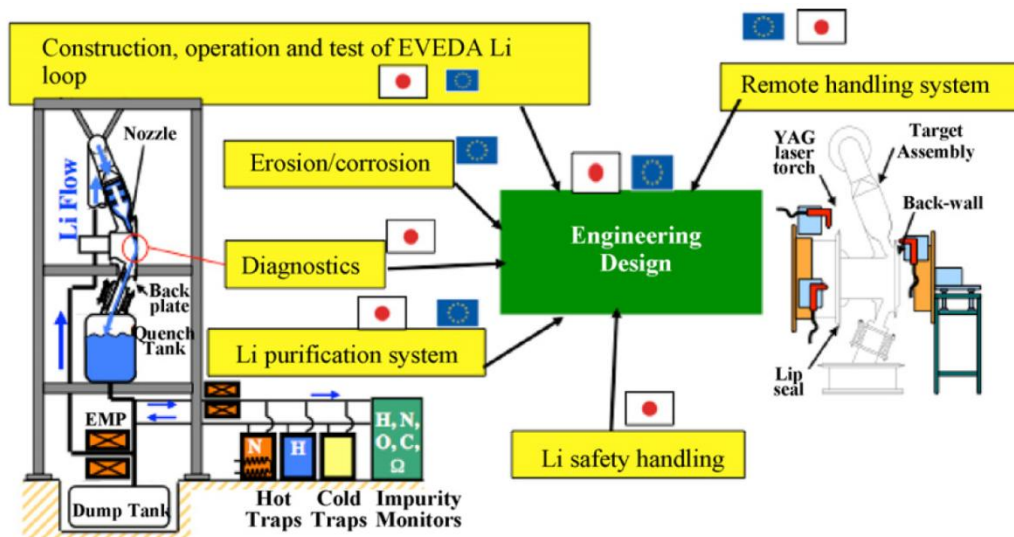 Construction, operation and test of EVEDA Li
loop
Remote handling system
Nozzle
Li Flow
Erosion/corrosion
YAG
laser
torch
Target
Assembly
Back-wall
Engineering
Design
Diagnostics
Back
plate
Quench
Tank
Li purification system
Lip
seal
EMP
H, N,
O, C,
Ω
N
H
Li safety handling
Dump Tank
Hot
Traps
Cold
Traps
Impurity
Monitors